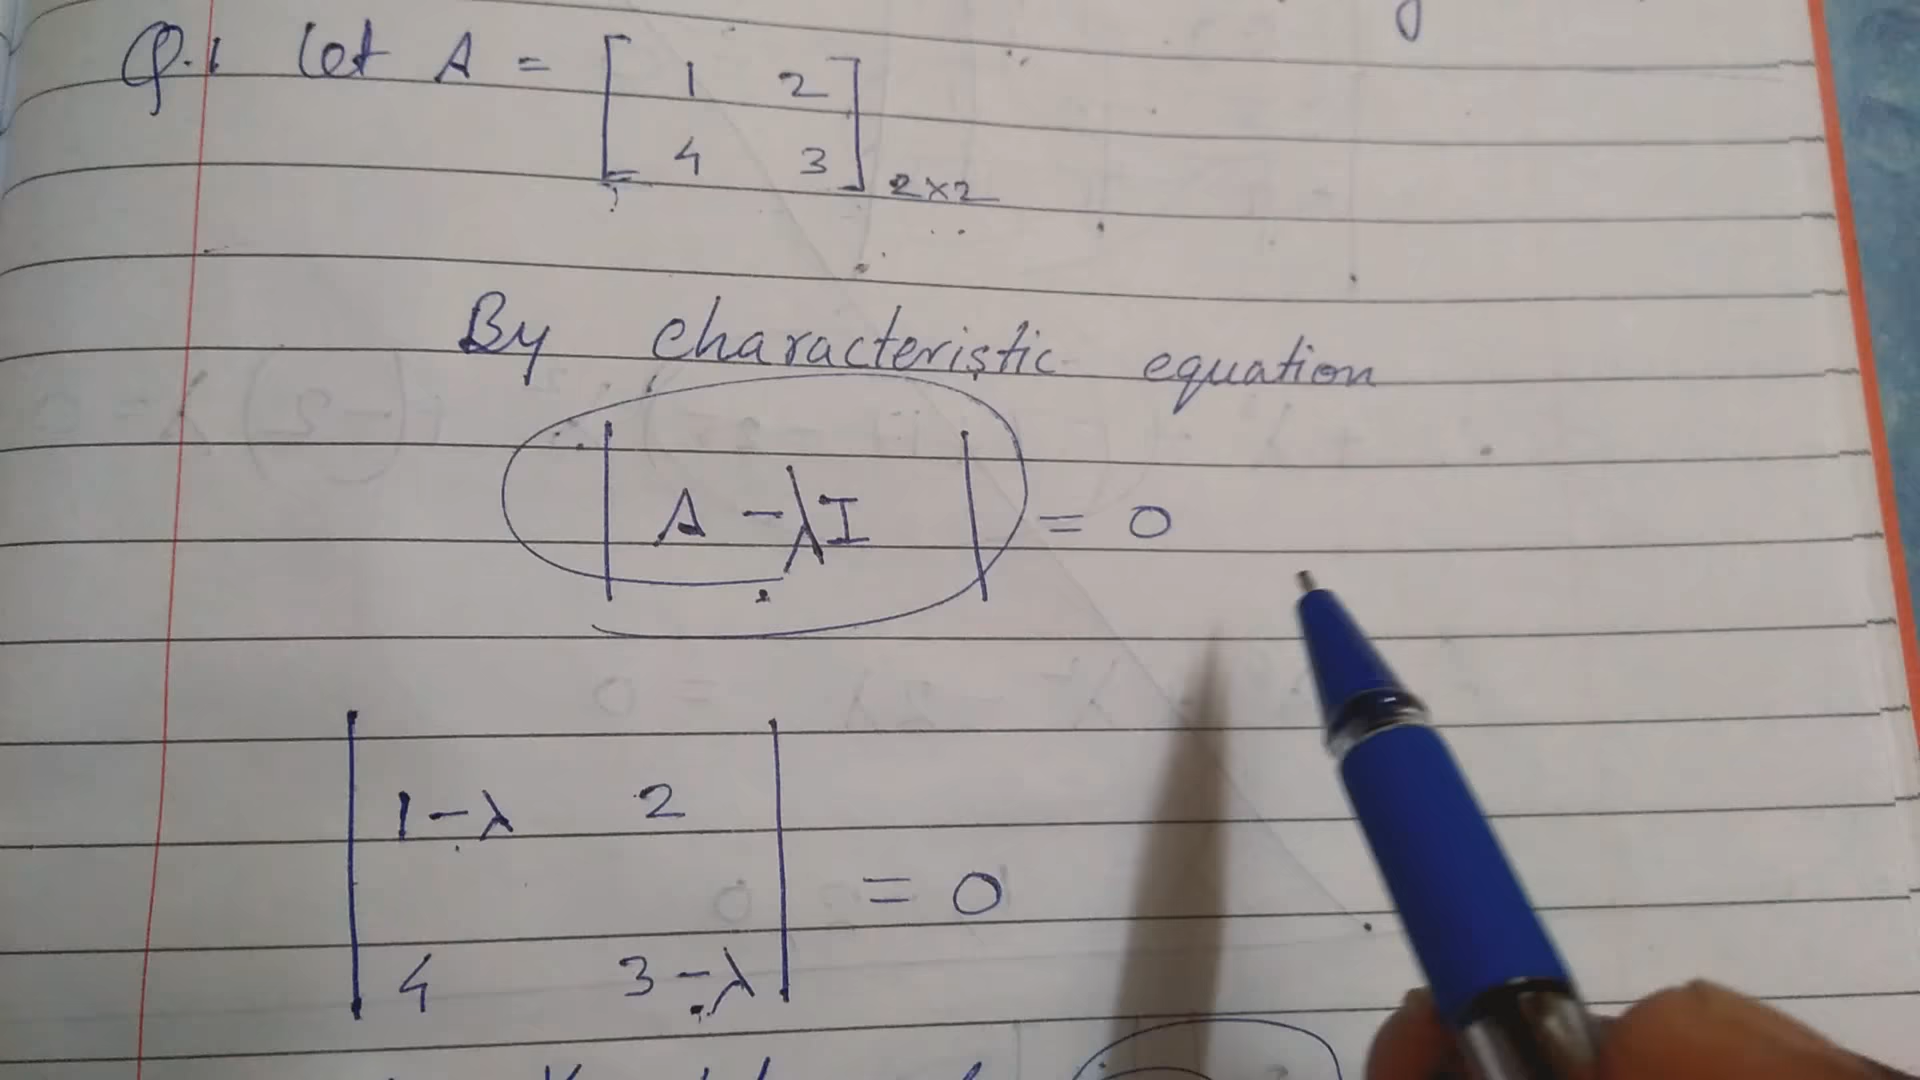 Q.1 Let A = [ 1 2
4 3 ] 2×2
By characteristic equation
| A - λI | = 0
| 1-λ 2 |
= 0
| 4 3-λ |